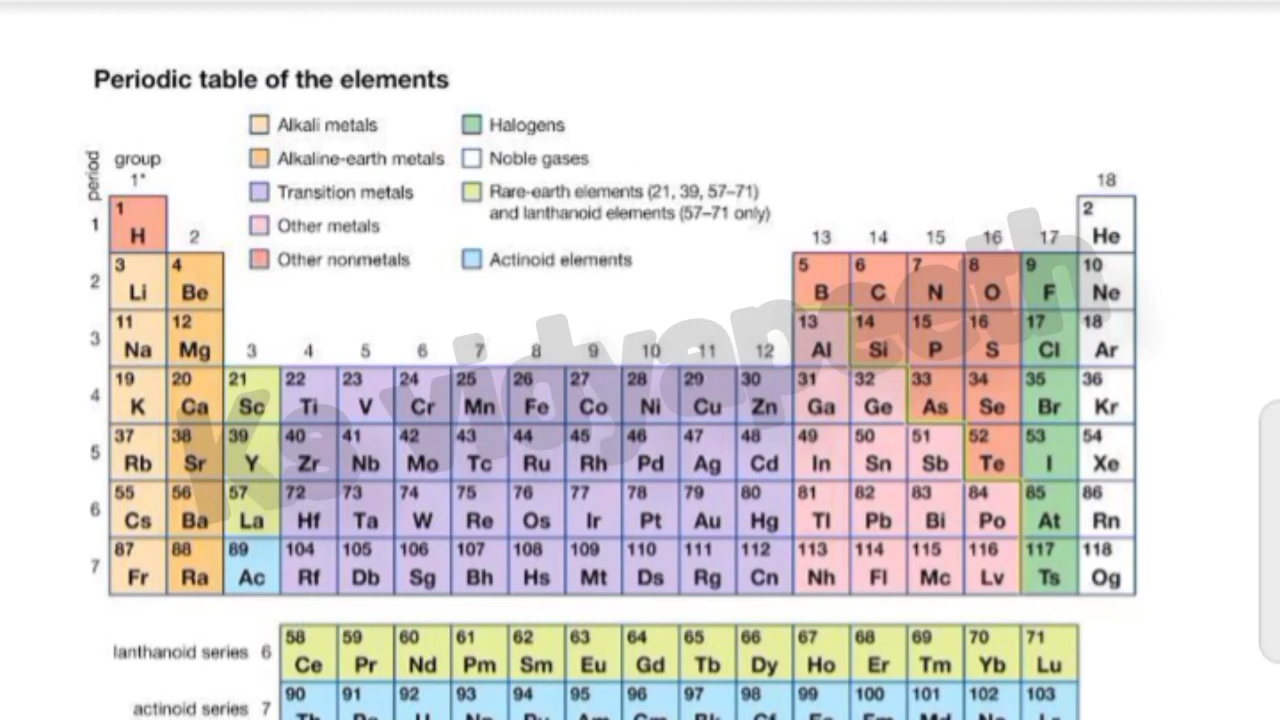 Periodic table of the elements
Alkali metals Halogens
Alkaline-earth metals Noble gases
Transition metals Rare-earth elements (21, 39, 57–71)
and lanthanoid elements (57–71 only)
Other metals
Other nonmetals Actinoid elements
period
group
1* 18
1 2
1 H 2 He
2 13 14 15 16 17
3 4 5 6 7 8 9 10
2 Li Be B C N O F Ne
11 12 13 14 15 16 17 18
3 Na Mg Al Si P S Cl Ar
3 4 5 6 7 8 9 10 11 12
19 20 21 22 23 24 25 26 27 28 29 30 31 32 33 34 35 36
4 K Ca Sc Ti V Cr Mn Fe Co Ni Cu Zn Ga Ge As Se Br Kr
37 38 39 40 41 42 43 44 45 46 47 48 49 50 51 52 53 54
5 Rb Sr Y Zr Nb Mo Tc Ru Rh Pd Ag Cd In Sn Sb Te I Xe
55 56 57 72 73 74 75 76 77 78 79 80 81 82 83 84 85 86
6 Cs Ba La Hf Ta W Re Os Ir Pt Au Hg Tl Pb Bi Po At Rn
87 88 89 104 105 106 107 108 109 110 111 112 113 114 115 116 117 118
7 Fr Ra Ac Rf Db Sg Bh Hs Mt Ds Rg Cn Nh Fl Mc Lv Ts Og
Ks vidyapeeth
58 59 60 61 62 63 64 65 66 67 68 69 70 71
lanthanoid series 6 Ce Pr Nd Pm Sm Eu Gd Tb Dy Ho Er Tm Yb Lu
90 91 92 93 94 95 96 97 98 99 100 101 102 103
actinoid series 7